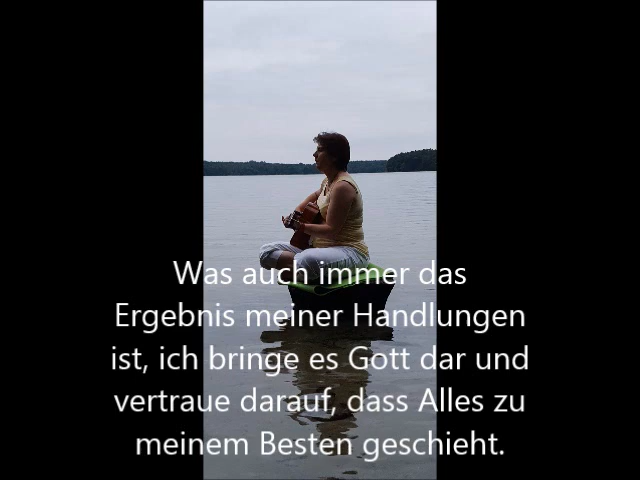 Was auch immer das
Ergebnis meiner Handlungen
ist, ich bringe es Gott dar und
vertraue darauf, dass Alles zu
meinem Besten geschieht.